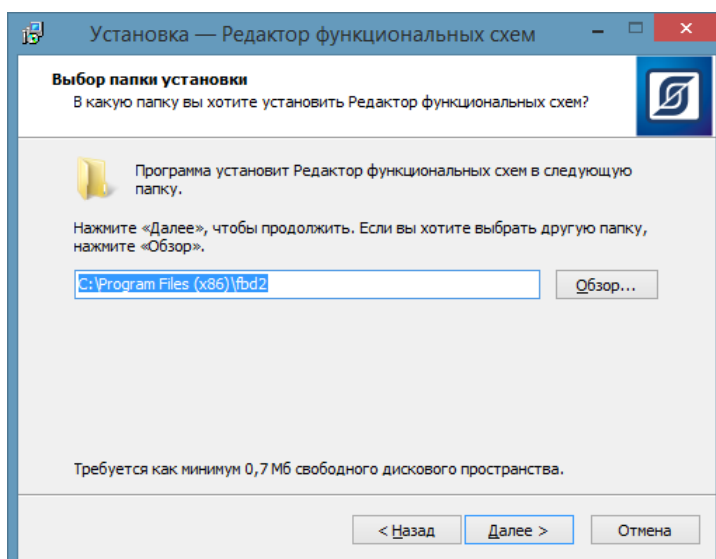 Установка — Редактор функциональных схем
Выбор папки установки
В какую папку вы хотите установить Редактор функциональных схем?
Программа установит Редактор функциональных схем в следующую
папку.
Нажмите «Далее», чтобы продолжить. Если вы хотите выбрать другую папку,
нажмите «Обзор».
C:\Program Files (x86)\fbd2
Обзор...
Требуется как минимум 0,7 Мб свободного дискового пространства.
< Назад
Далее >
Отмена